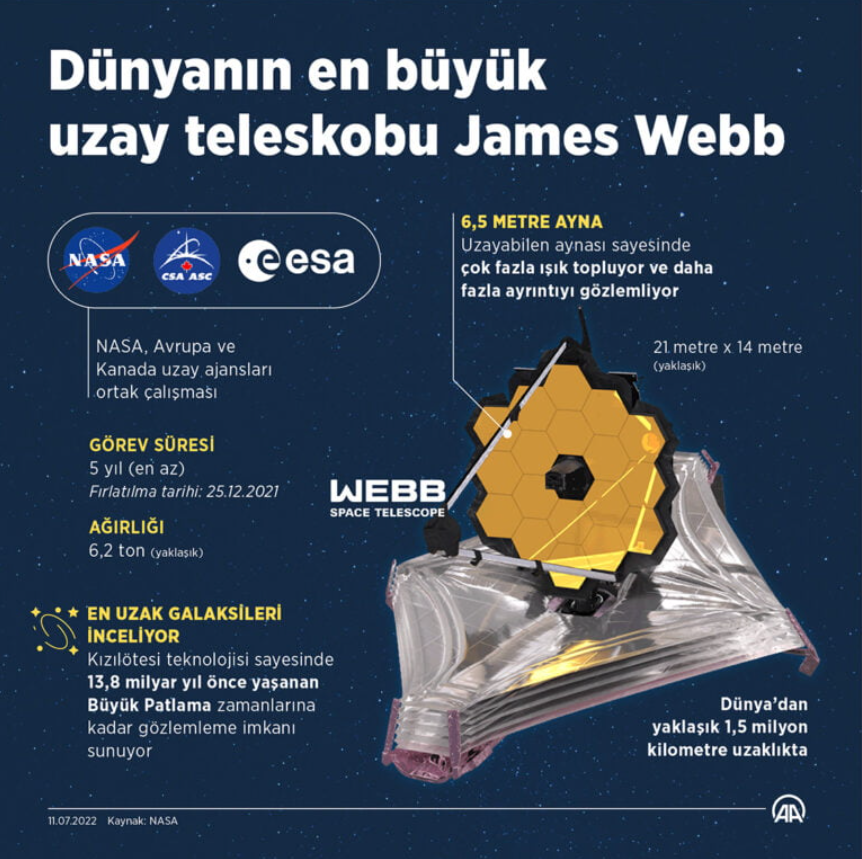 Dünyanın en büyük
uzay teleskobu James Webb
NASA
CSA ASC
esa
NASA, Avrupa ve
Kanada uzay ajansları
ortak çalışması
6,5 METRE AYNA
Uzayabilen aynası sayesinde
çok fazla ışık topluyor ve daha
fazla ayrıntıyı gözlemliyor
21 metre x 14 metre
(yaklaşık)
GÖREV SÜRESİ
5 yıl (en az)
Fırlatılma tarihi: 25.12.2021
AĞIRLIĞI
6,2 ton (yaklaşık)
WEBB
SPACE TELESCOPE
EN UZAK GALAKSİLERİ
İNCELİYOR
Kızılötesi teknolojisi sayesinde
13,8 milyar yıl önce yaşanan
Büyük Patlama zamanlarına
kadar gözlemleme imkanı
sunuyor
Dünya'dan
yaklaşık 1,5 milyon
kilometre uzaklıkta
11.07.2022 Kaynak: NASA
AA